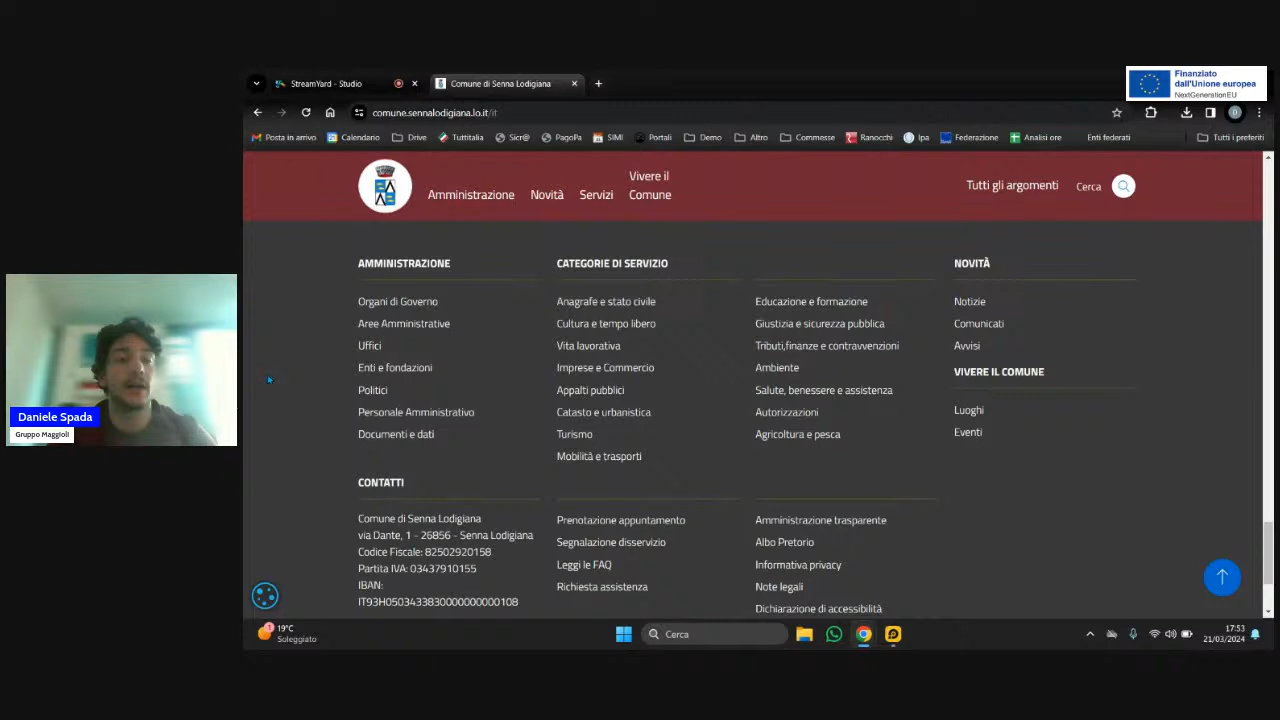 Finanziato
dall'Unione europea
NextGenerationEU
StreamYard - Studio
Comune di Senna Lodigiana
comune.sennalodigiana.lo.it/it
Posta in arrivo
Calendario
Drive
Tuttitalia
Sicr@
PagoPa
SIMI
Portali
Demo
Altro
Commesse
Ranocchi
Ipa
Federazione
Analisi ore
Enti federati
Tutti i preferiti
Amministrazione
Novità
Servizi
Vivere il
Comune
Tutti gli argomenti
Cerca
AMMINISTRAZIONE
Organi di Governo
Aree Amministrative
Uffici
Enti e fondazioni
Politici
Personale Amministrativo
Documenti e dati
CATEGORIE DI SERVIZIO
Anagrafe e stato civile
Cultura e tempo libero
Vita lavorativa
Imprese e Commercio
Appalti pubblici
Catasto e urbanistica
Turismo
Mobilità e trasporti
Educazione e formazione
Giustizia e sicurezza pubblica
Tributi,finanze e contravvenzioni
Ambiente
Salute, benessere e assistenza
Autorizzazioni
Agricoltura e pesca
NOVITÀ
Notizie
Comunicati
Avvisi
VIVERE IL COMUNE
Luoghi
Eventi
CONTATTI
Comune di Senna Lodigiana
via Dante, 1 - 26856 - Senna Lodigiana
Codice Fiscale: 82502920158
Partita IVA: 03437910155
IBAN:
IT93H0503433830000000000108
Prenotazione appuntamento
Segnalazione disservizio
Leggi le FAQ
Richiesta assistenza
Amministrazione trasparente
Albo Pretorio
Informativa privacy
Note legali
Dichiarazione di accessibilità
Daniele Spada
Gruppo Maggioli
1
19°C
Soleggiato
Cerca
17:53
21/03/2024